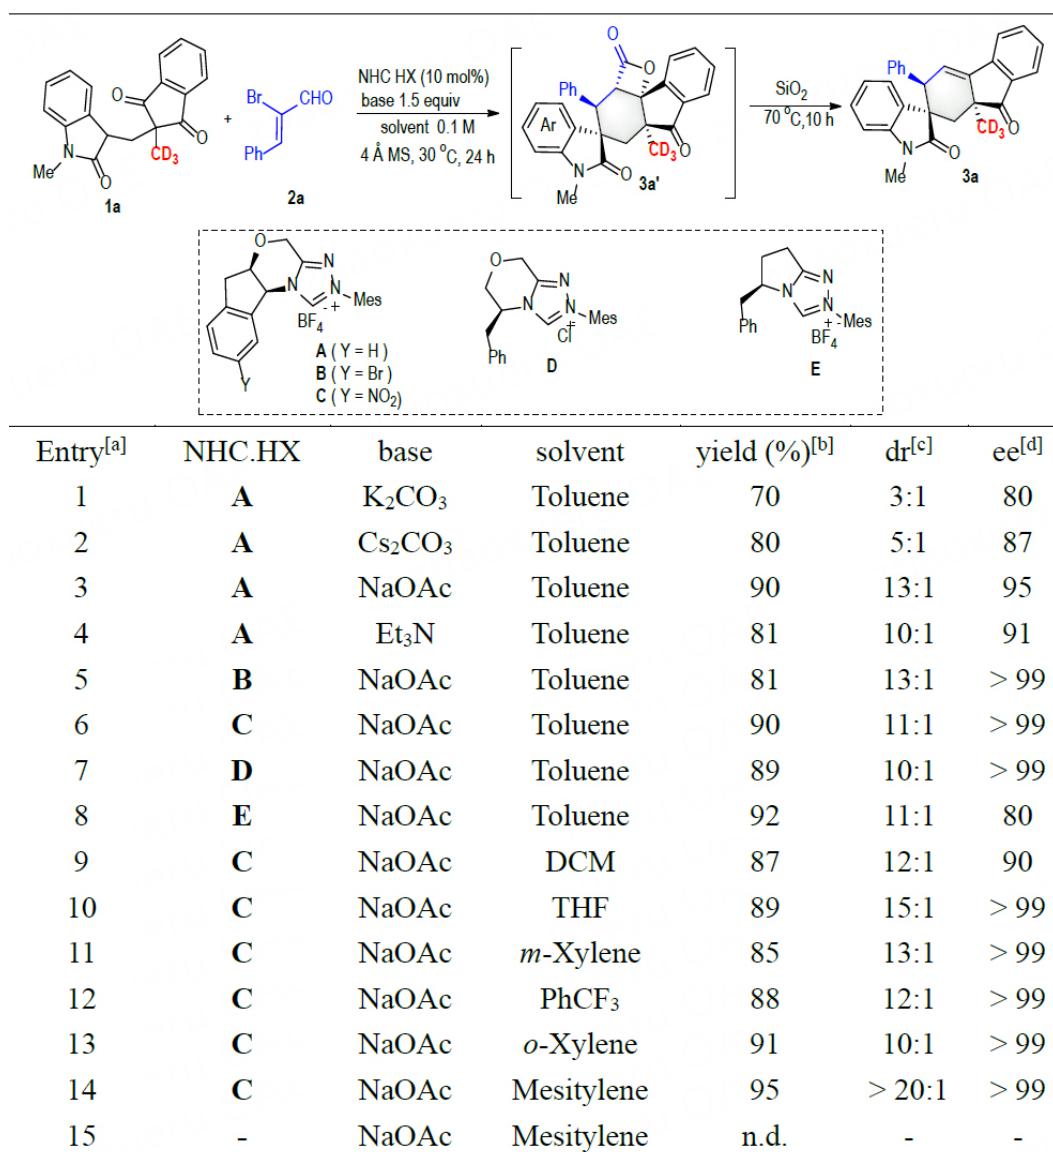 O
O
N
Me
O
O
CD3
1a
+
Br
CHO
Ph
2a
NHC HX (10 mol%)
base 1.5 equiv
solvent 0.1 M
4 Å MS, 30 °C, 24 h
O
O
Ph
Ar
N
Me
O
CD3
O
3a'
SiO2
70 °C,10 h
Ph
N
Me
O
CD3
O
3a
O
N
N
N
Mes
+
-
BF4
Y
A ( Y = H )
B ( Y = Br )
C ( Y = NO2)
O
N
N
N
Mes
+
-
Cl
Ph
D
N
N
N
Mes
+
-
BF4
Ph
E
Entry[a] NHC.HX base solvent yield (%)[b] dr[c] ee[d]
1 A K2CO3 Toluene 70 3:1 80
2 A Cs2CO3 Toluene 80 5:1 87
3 A NaOAc Toluene 90 13:1 95
4 A Et3N Toluene 81 10:1 91
5 B NaOAc Toluene 81 13:1 > 99
6 C NaOAc Toluene 90 11:1 > 99
7 D NaOAc Toluene 89 10:1 > 99
8 E NaOAc Toluene 92 11:1 80
9 C NaOAc DCM 87 12:1 90
10 C NaOAc THF 89 15:1 > 99
11 C NaOAc m-Xylene 85 13:1 > 99
12 C NaOAc PhCF3 88 12:1 > 99
13 C NaOAc o-Xylene 91 10:1 > 99
14 C NaOAc Mesitylene 95 > 20:1 > 99
15 - NaOAc Mesitylene n.d. - -